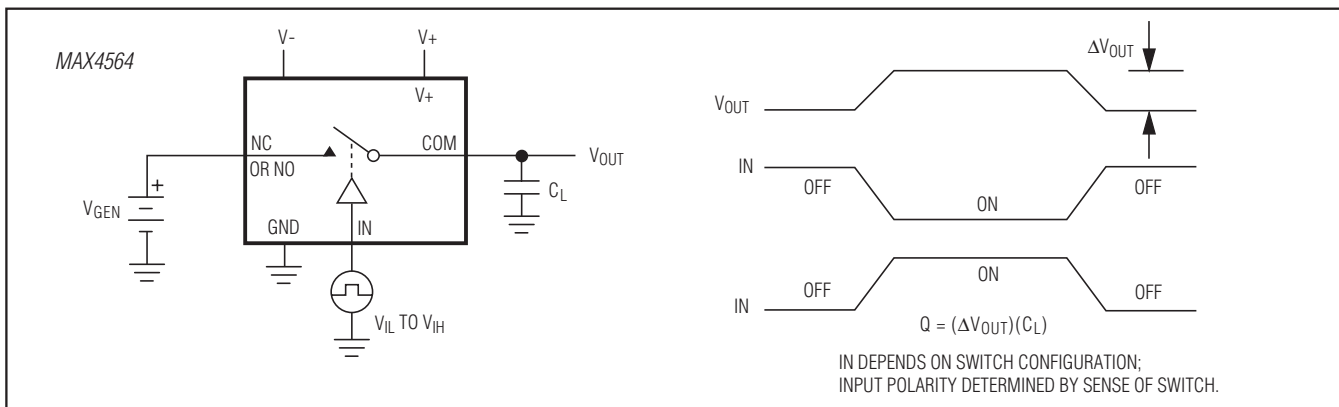 MAX4564
V-
V+
V+
NC
OR NO
COM
VOUT
CL
VGEN
+
GND
IN
VIL TO VIH
ΔVOUT
VOUT
IN
OFF
ON
OFF
IN
OFF
ON
OFF
Q = (ΔVOUT)(CL)
IN DEPENDS ON SWITCH CONFIGURATION;
INPUT POLARITY DETERMINED BY SENSE OF SWITCH.